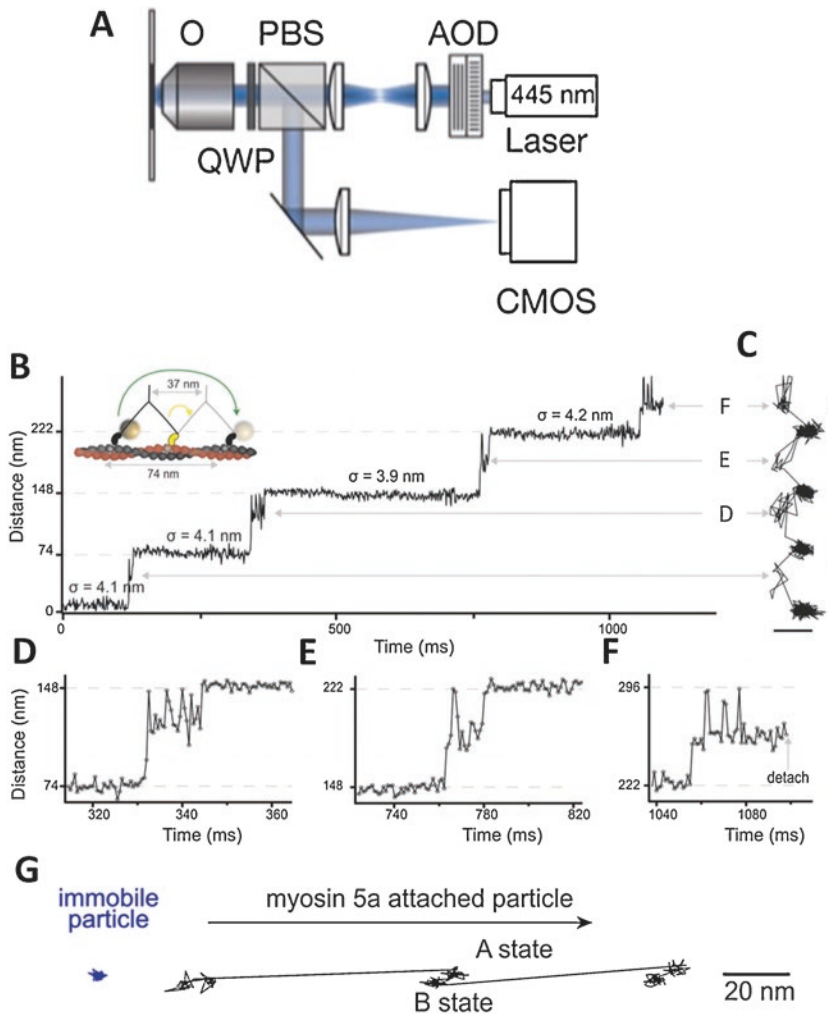 A
O PBS AOD
445 nm
Laser
QWP
CMOS
B
C
37 nm
74 nm
Distance (nm)
222
148
74
0
σ = 4.1 nm
σ = 4.1 nm
σ = 3.9 nm
σ = 4.2 nm
F
E
D
0 500 1000
Time (ms)
D
Distance (nm)
148
74
320 340 360
Time (ms)
E
222
148
740 780 820
Time (ms)
F
296
222
detach
1040 1080
Time (ms)
G
immobile
particle
myosin 5a attached particle
A state
B state
20 nm